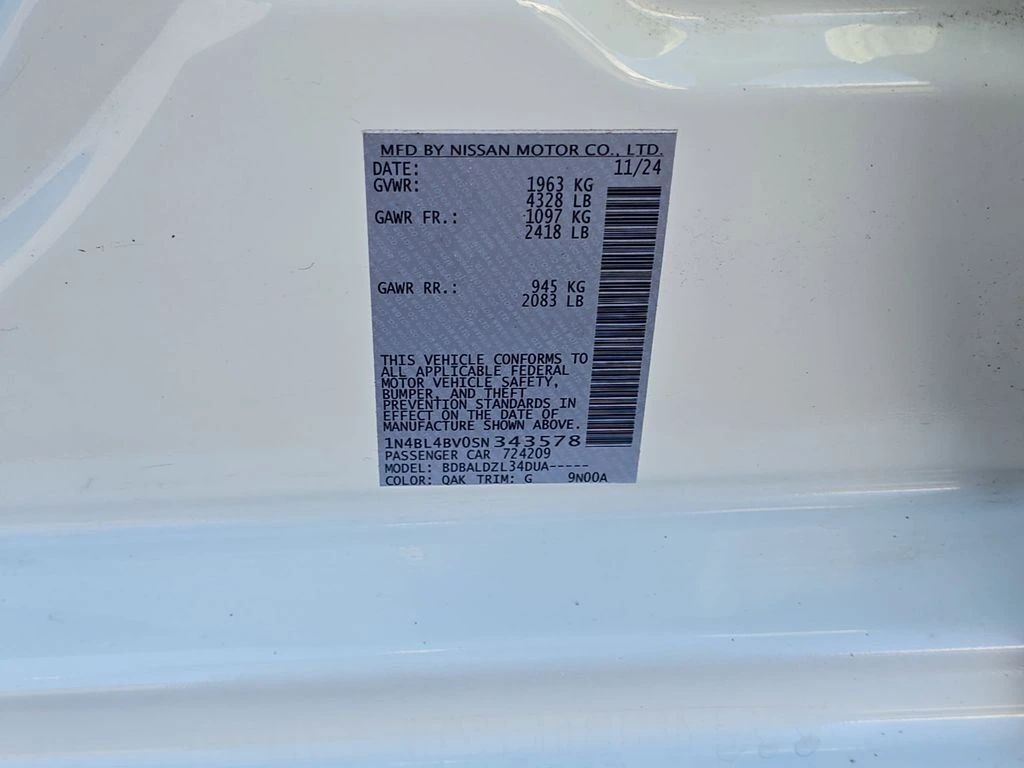 MFD BY NISSAN MOTOR CO., LTD.
DATE: 11/24
GVWR: 1963 KG
4328 LB
GAWR FR.: 1097 KG
2418 LB
GAWR RR.: 945 KG
2083 LB
THIS VEHICLE CONFORMS TO
ALL APPLICABLE FEDERAL
MOTOR VEHICLE SAFETY,
BUMPER, AND THEFT
PREVENTION STANDARDS IN
EFFECT ON THE DATE OF
MANUFACTURE SHOWN ABOVE.
1N4BL4BV0SN343578
PASSENGER CAR 724209
MODEL: BDBALDZL34DUA-----
COLOR: QAK TRIM: G 9N00A